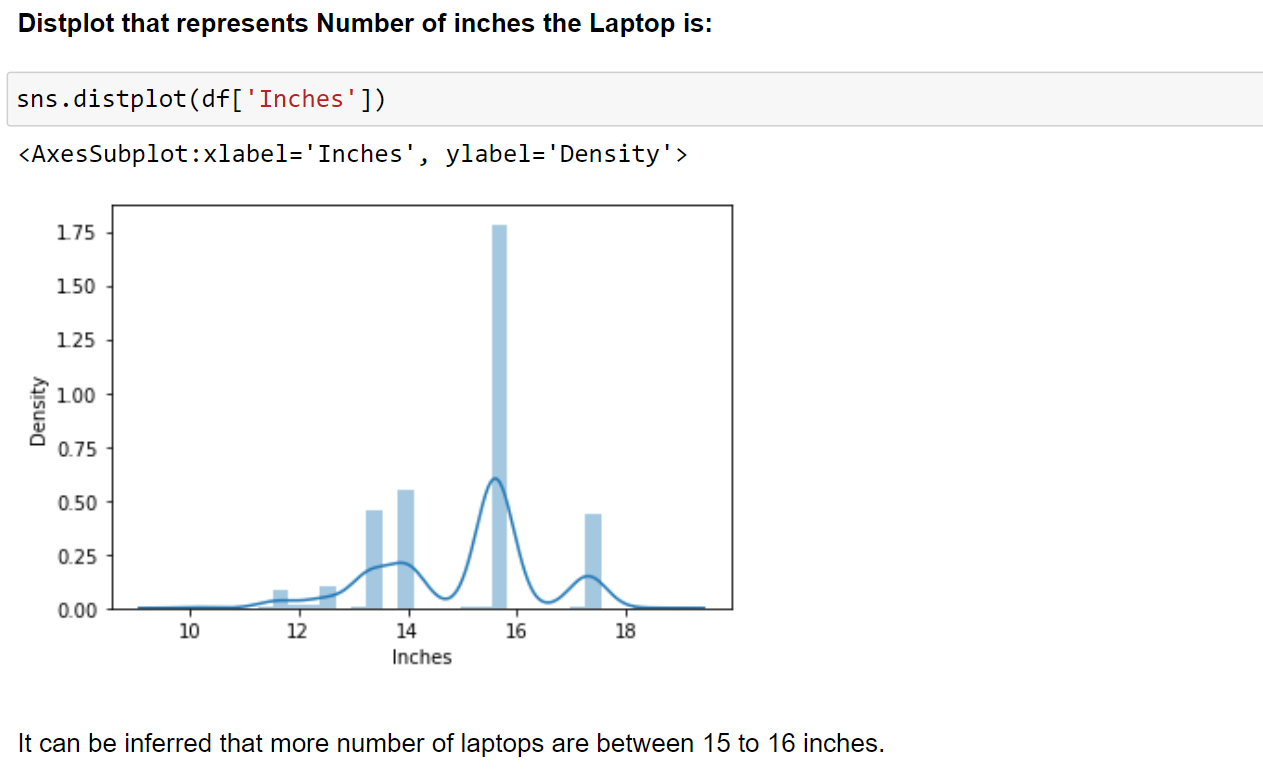 Distplot that represents Number of inches the Laptop is:
sns.distplot(df['Inches'])
<AxesSubplot:xlabel='Inches', ylabel='Density'>
1.75
1.50
1.25
1.00
0.75
0.50
0.25
0.00
Density
10 12 14 16 18
Inches
It can be inferred that more number of laptops are between 15 to 16 inches.